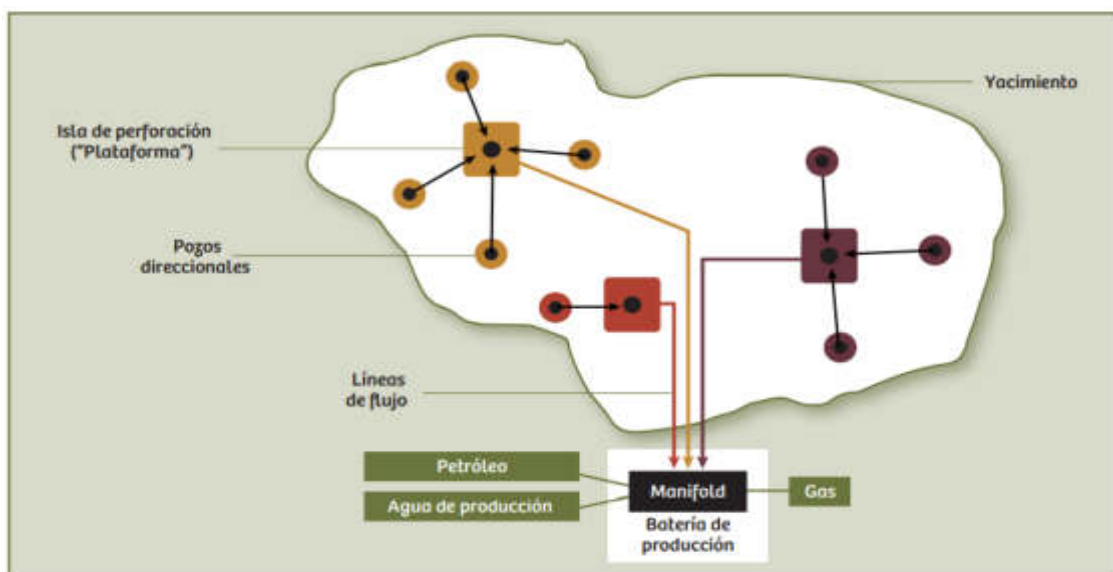 Yacimiento
Isla de perforación
("Plataforma")
Pozos
direccionales
Líneas
de flujo
Petróleo
Agua de producción
Manifold
Gas
Batería de
producción